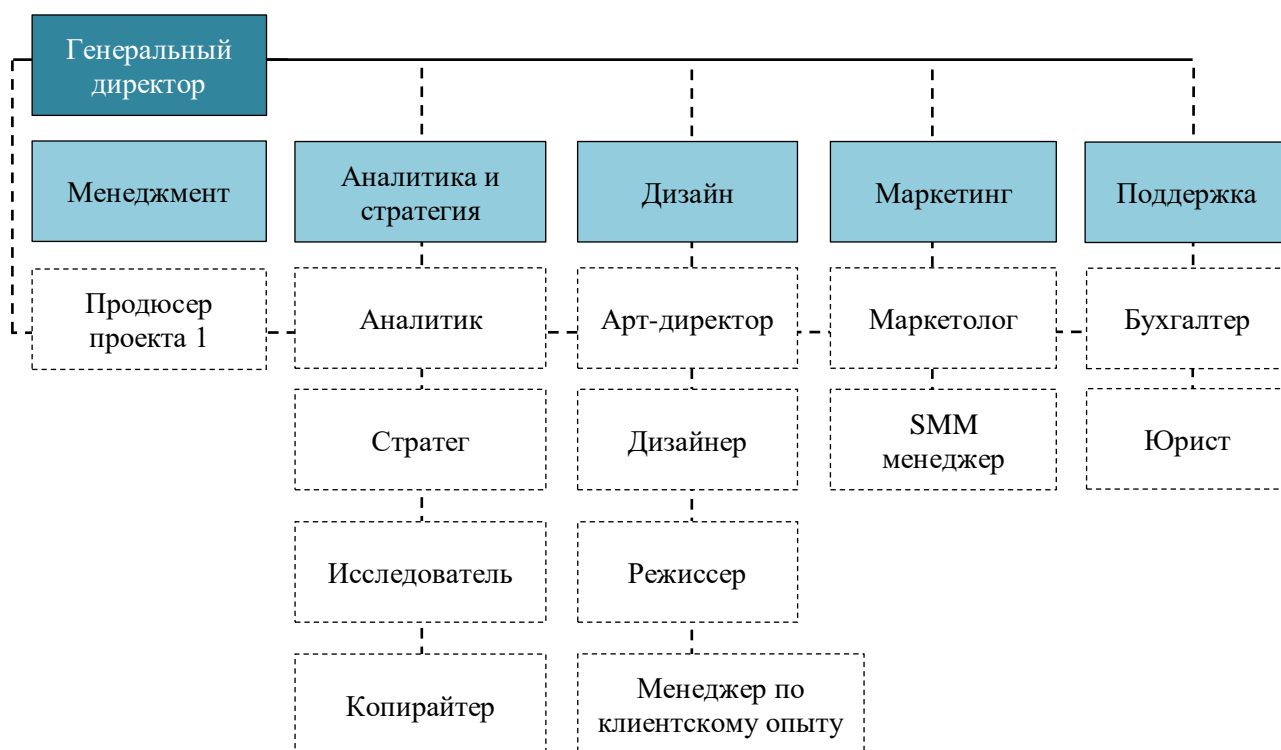 Генеральный
директор
Менеджмент
Аналитика и
стратегия
Дизайн
Маркетинг
Поддержка
Продюсер
проекта 1
Аналитик
Арт-директор
Маркетолог
Бухгалтер
Стратег
Дизайнер
SMM
менеджер
Юрист
Исследователь
Режиссер
Копирайтер
Менеджер по
клиентскому опыту